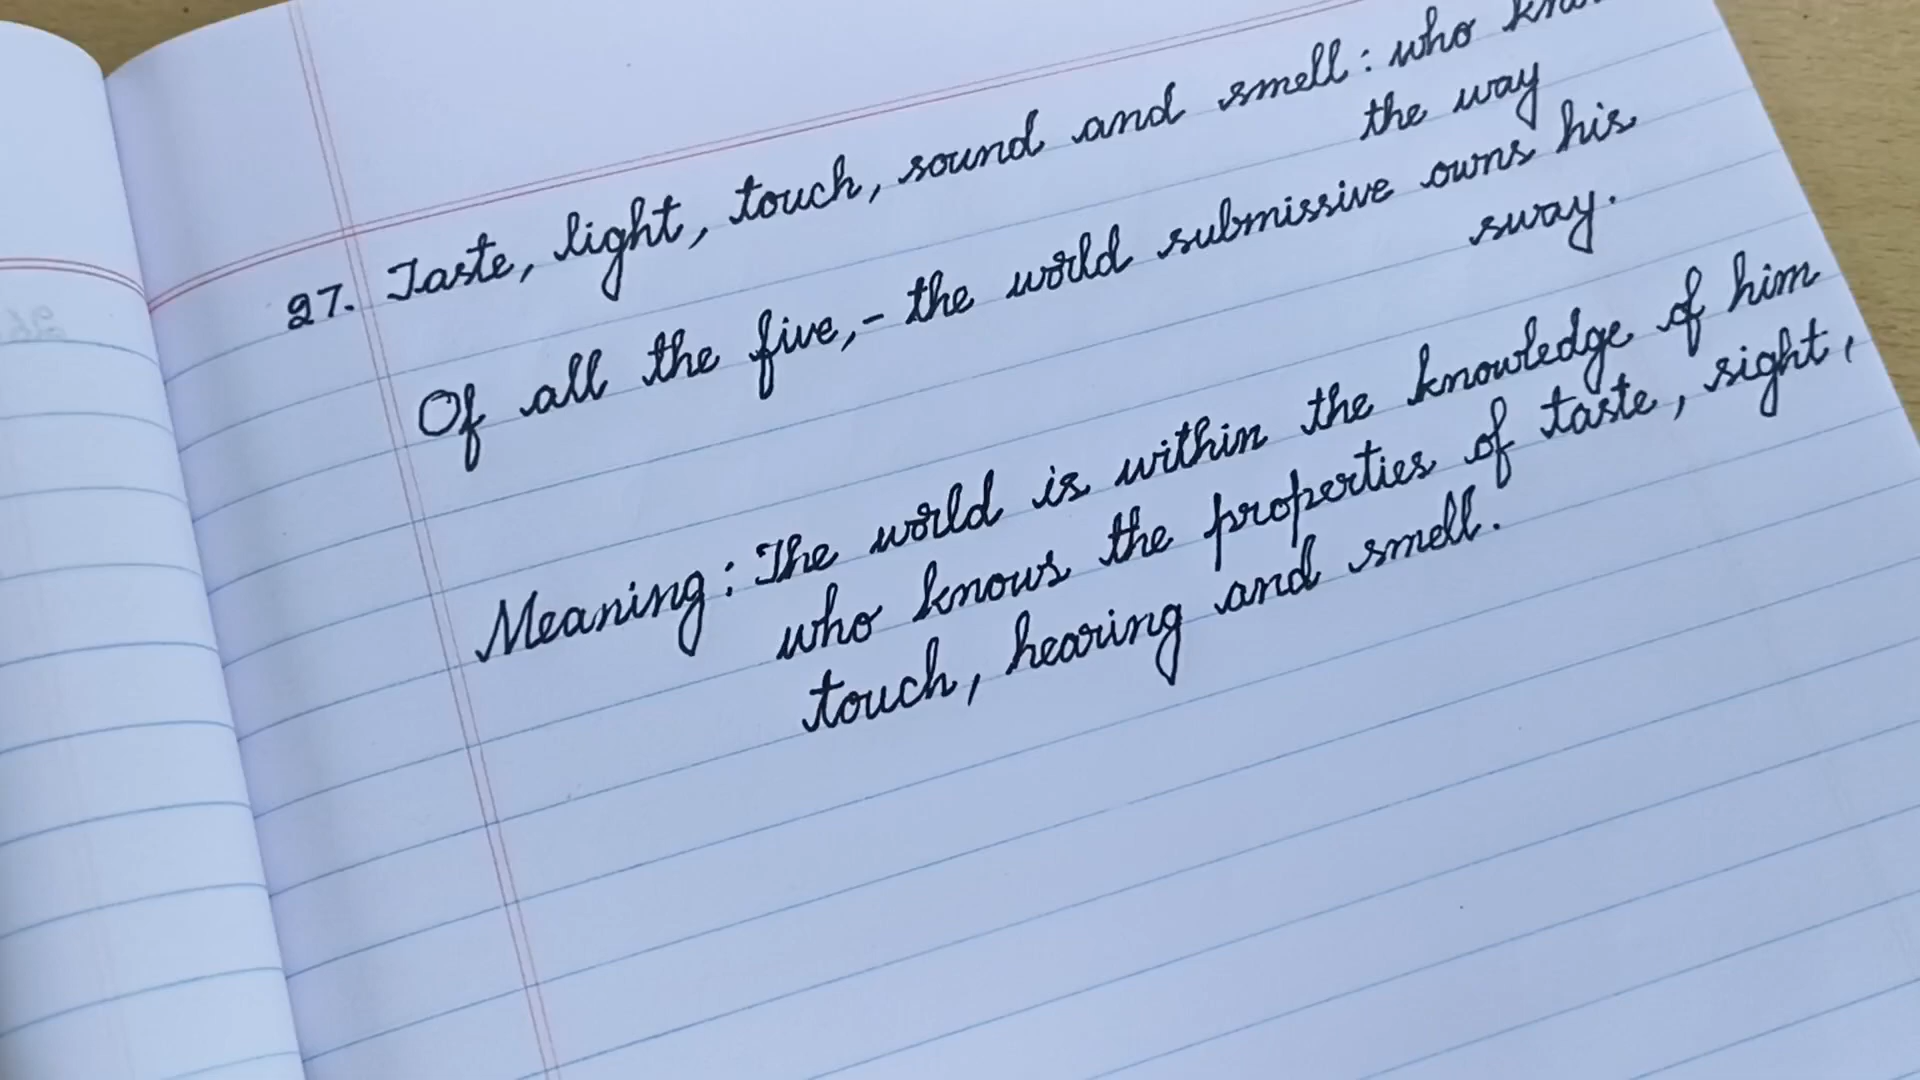 27. Taste, light, touch, sound and smell: who
the way
Of all the five,- the world submissive owns his
sway.
Meaning: The world is within the knowledge of him
who knows the properties of taste, sight,
touch, hearing and smell.